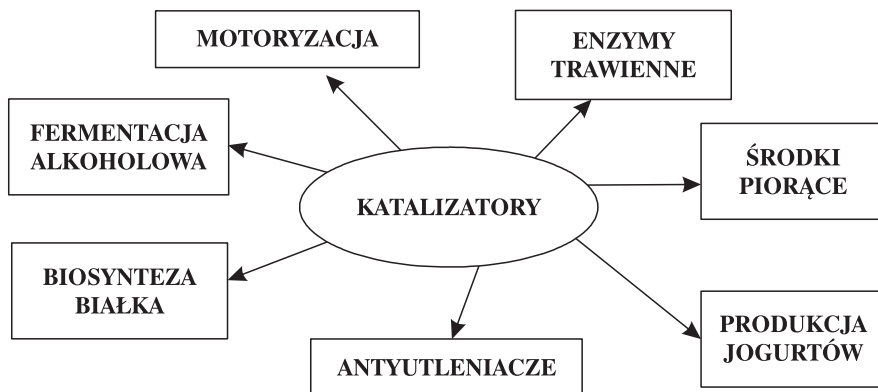 MOTORYZACJA
ENZYMY
TRAWIENNE
FERMENTACJA
ALKOHOLOWA
ŚRODKI
PIORĄCE
KATALIZATORY
BIOSYNTEZA
BIAŁKA
PRODUKCJA
JOGURTÓW
ANTYUTLENIACZE